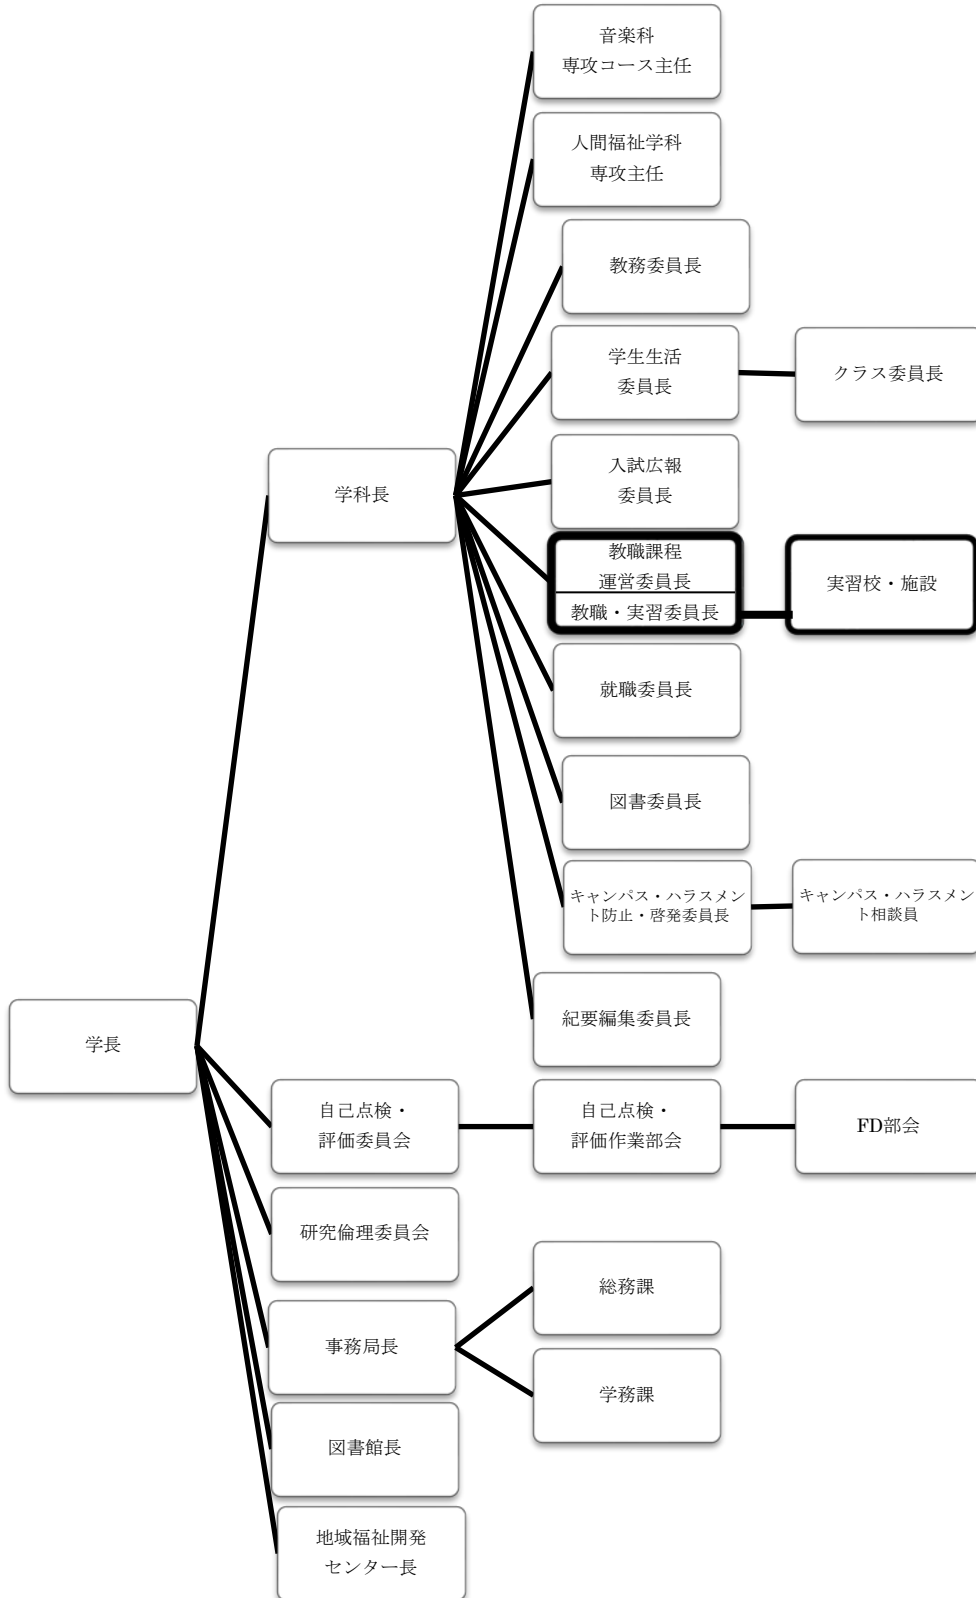 音楽科
専攻コース主任
人間福祉学科
専攻主任
教務委員長
学生生活
委員長
クラス委員長
入試広報
委員長
学科長
教職課程
運営委員長
教職・実習委員長
実習校・施設
就職委員長
図書委員長
キャンパス・ハラスメン
ト防止・啓発委員長
キャンパス・ハラスメン
ト相談員
紀要編集委員長
学長
自己点検・
評価委員会
自己点検・
評価作業部会
FD部会
研究倫理委員会
総務課
事務局長
学務課
図書館長
地域福祉開発
センター長